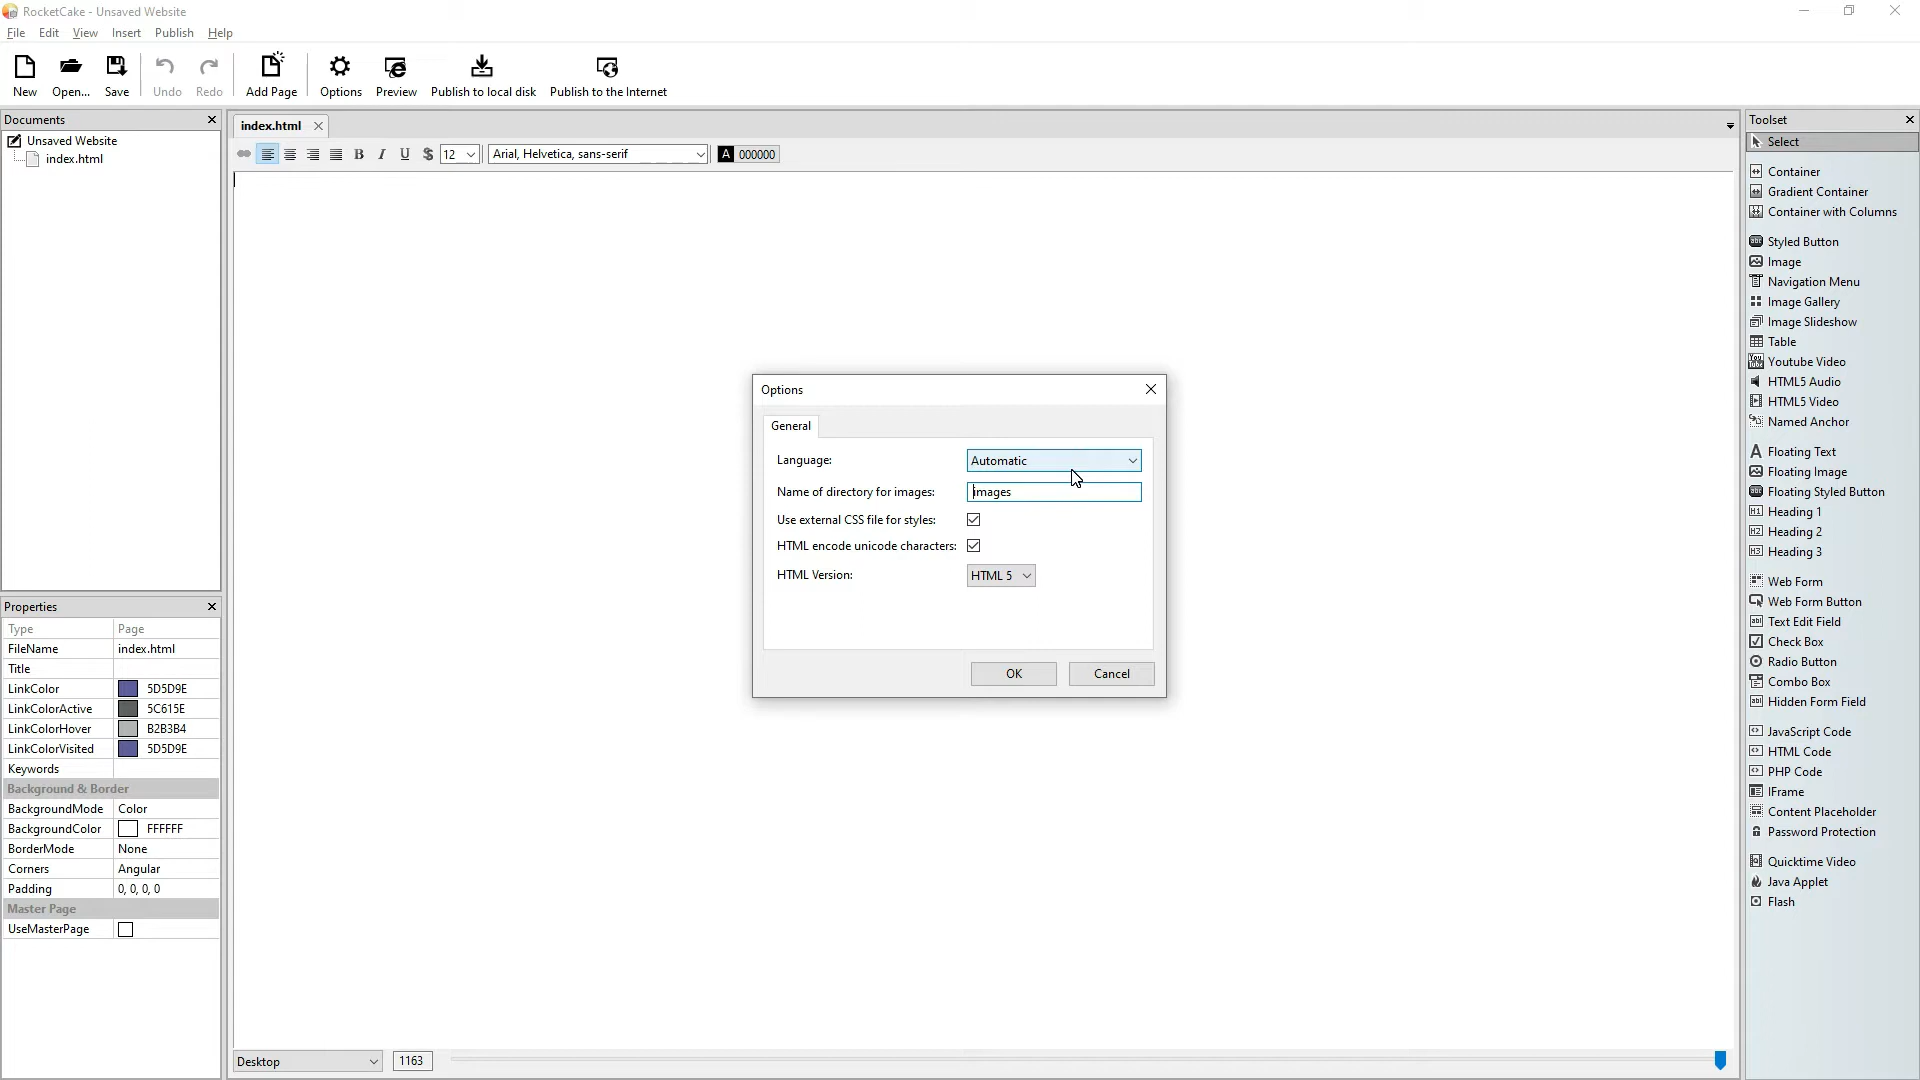 RocketCake - Unsaved Website
File Edit View Insert Publish Help
New Open... Save Undo Redo Add Page Options Preview Publish to local disk Publish to the Internet
Documents
Unsaved Website
index.html
Properties
Type Page
FileName index.html
Title
LinkColor 5D5D9E
LinkColorActive 5C615E
LinkColorHover B2B3B4
LinkColorVisited 5D5D9E
Keywords
Background & Border
BackgroundMode Color
BackgroundColor FFFFFF
BorderMode None
Corners Angular
Padding 0, 0, 0, 0
Master Page
UseMasterPage
index.html
B I U $ 12 Arial, Helvetica, sans-serif A 000000
Options
General
Language: Automatic
Name of directory for images: images
Use external CSS file for styles:
HTML encode unicode characters:
HTML Version: HTML 5
OK Cancel
Desktop 1163
Toolset
Select
Container
Gradient Container
Container with Columns
Styled Button
Image
Navigation Menu
Image Gallery
Image Slideshow
Table
Youtube Video
HTML5 Audio
HTML5 Video
Named Anchor
Floating Text
Floating Image
Floating Styled Button
Heading 1
Heading 2
Heading 3
Web Form
Web Form Button
Text Edit Field
Check Box
Radio Button
Combo Box
Hidden Form Field
JavaScript Code
HTML Code
PHP Code
IFrame
Content Placeholder
Password Protection
Quicktime Video
Java Applet
Flash